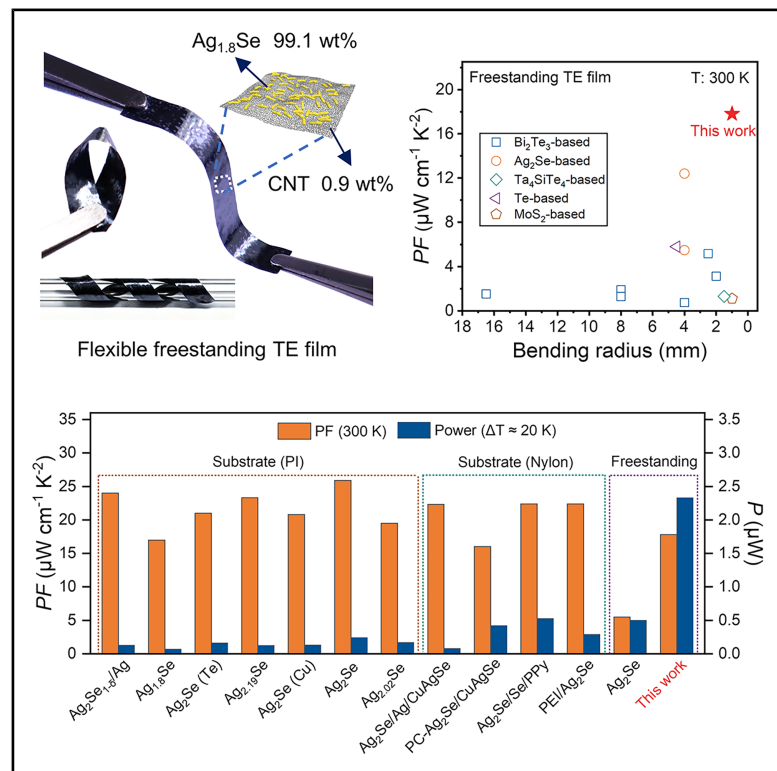 Ag₁.₈Se 99.1 wt%
CNT 0.9 wt%
Flexible freestanding TE film
Freestanding TE film T: 300 K
This work
Bi₂Te₃-based
Ag₂Se-based
Ta₄SiTe₄-based
Te-based
MoS₂-based
PF (μW cm⁻¹ K⁻²)
20
16
12
8
4
0
18 16 14 12 10 8 6 4 2 0
Bending radius (mm)
PF (300 K) Power (ΔT ≈ 20 K)
Substrate (PI) Substrate (Nylon) Freestanding
PF (μW cm⁻¹ K⁻²)
35
30
25
20
15
10
5
0
3.5
3.0
2.5
2.0
1.5
1.0
0.5
0.0
P (μW)
Ag₂Se₁₋δ/Ag
Ag₁.₈Se
Ag₂Se (Te)
Ag₂.₁₉Se
Ag₂Se (Cu)
Ag₂Se
Ag₂.₀₂Se
Ag₂Se/Ag/CuAgSe
PC-Ag₂Se/CuAgSe
Ag₂Se/Se/PPy
PEI/Ag₂Se
Ag₂Se
This work